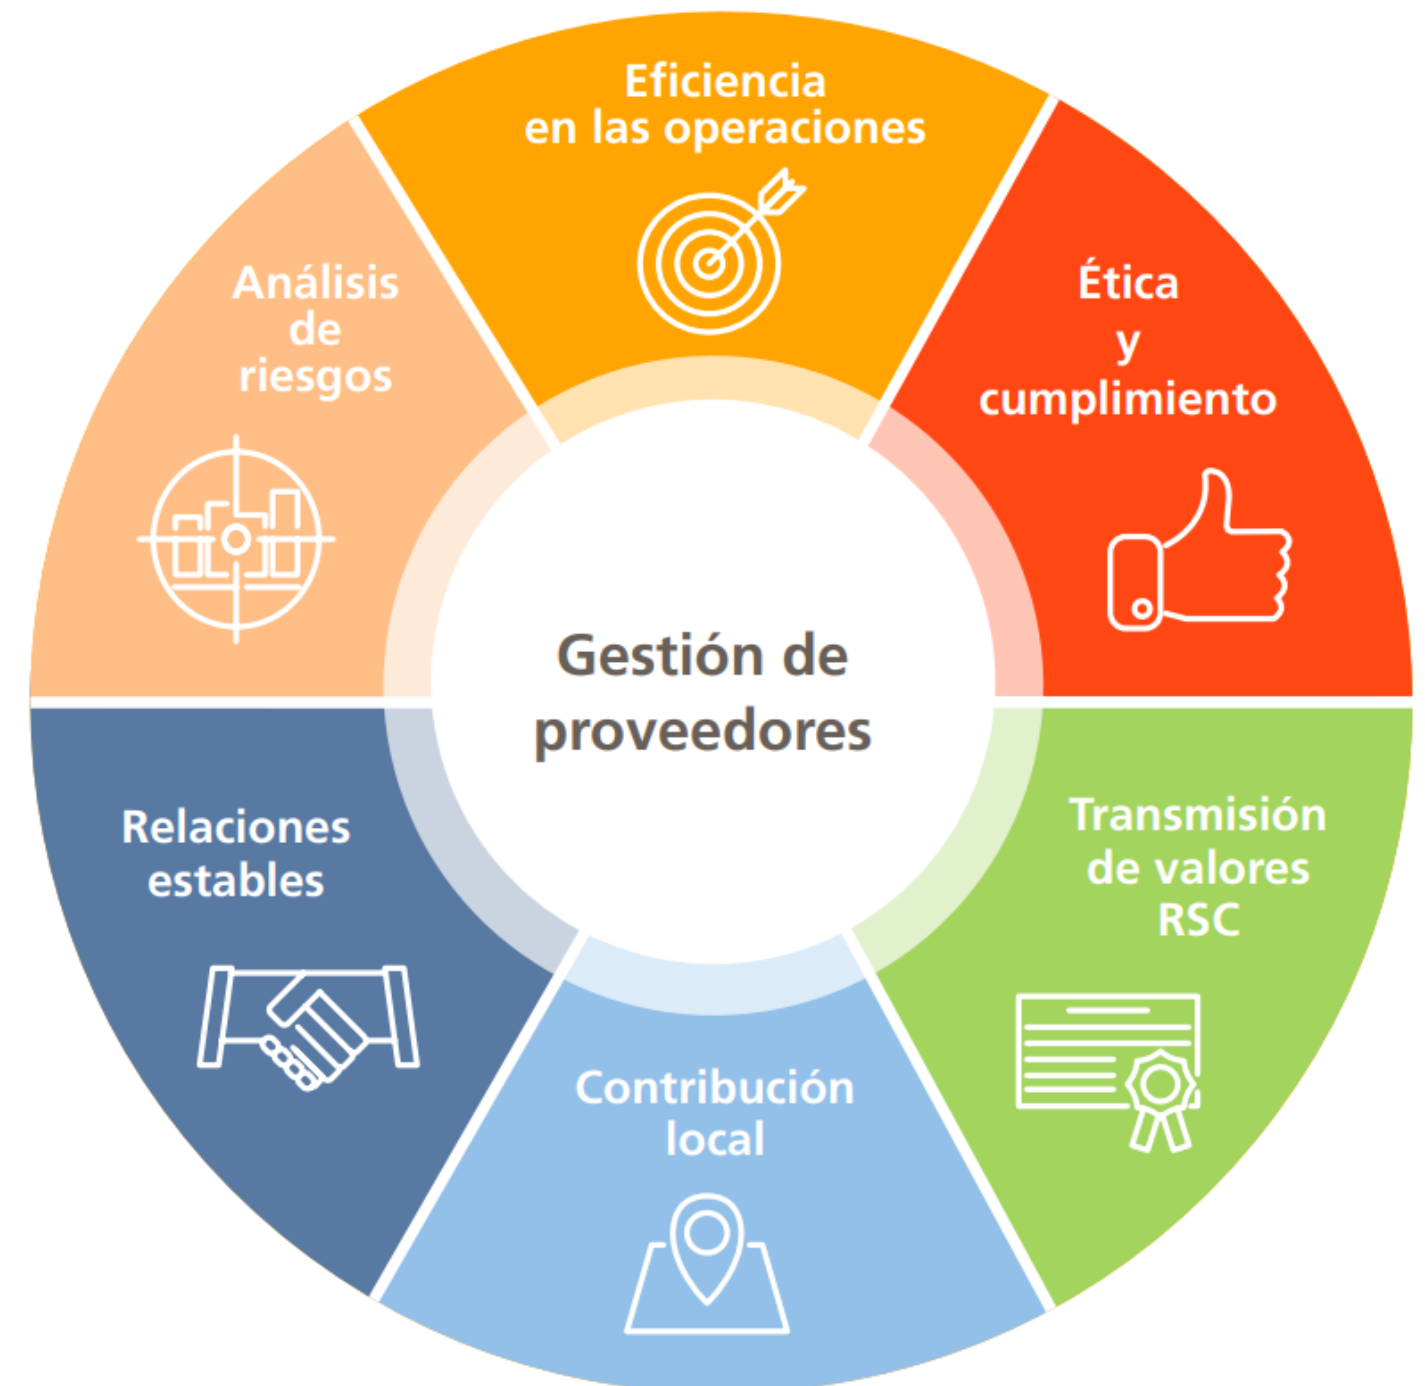 Eficiencia
en las operaciones
Ética
y
cumplimiento
Transmisión
de valores
RSC
Contribución
local
Relaciones
estables
Análisis
de
riesgos
Gestión de
proveedores